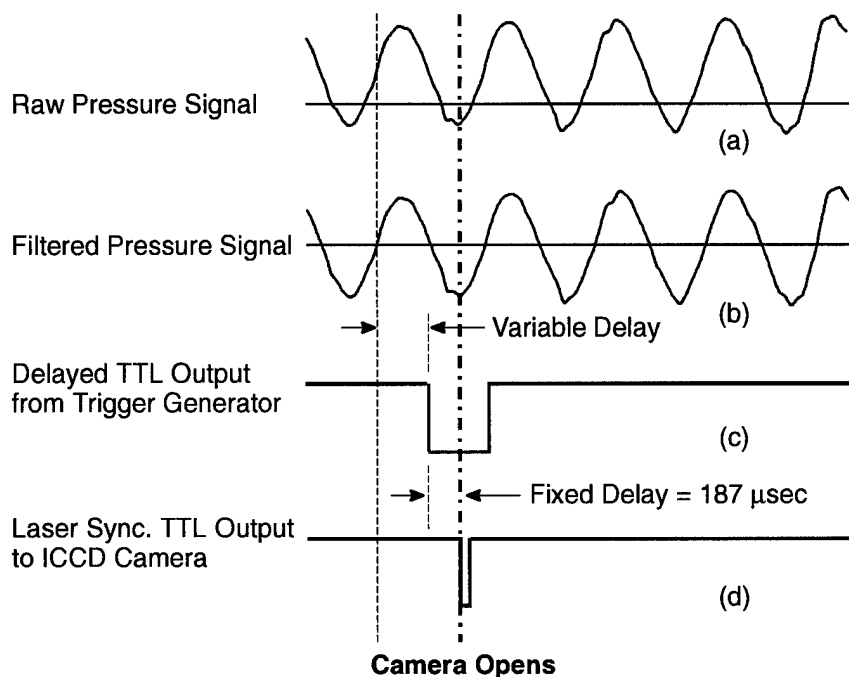 Raw Pressure Signal
(a)
Filtered Pressure Signal
(b)
Variable Delay
Delayed TTL Output
from Trigger Generator
(c)
Fixed Delay = 187 μsec
Laser Sync. TTL Output
to ICCD Camera
(d)
Camera Opens